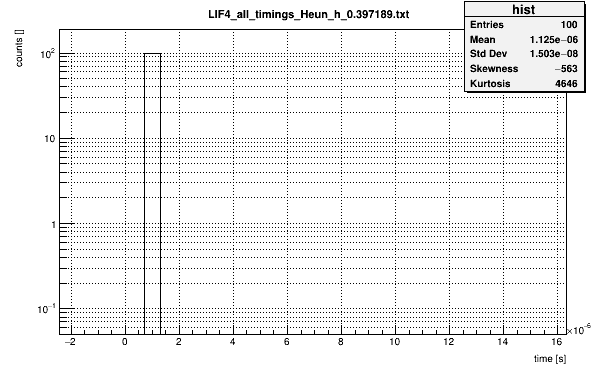 LIF4_all_timings_Heun_h_0.397189.txt
hist
Entries 100
Mean 1.125e−06
Std Dev 1.503e−08
Skewness −563
Kurtosis 4646
counts []
10²
10
1
10⁻¹
−2 0 2 4 6 8 10 12 14 16
×10⁻⁶
time [s]